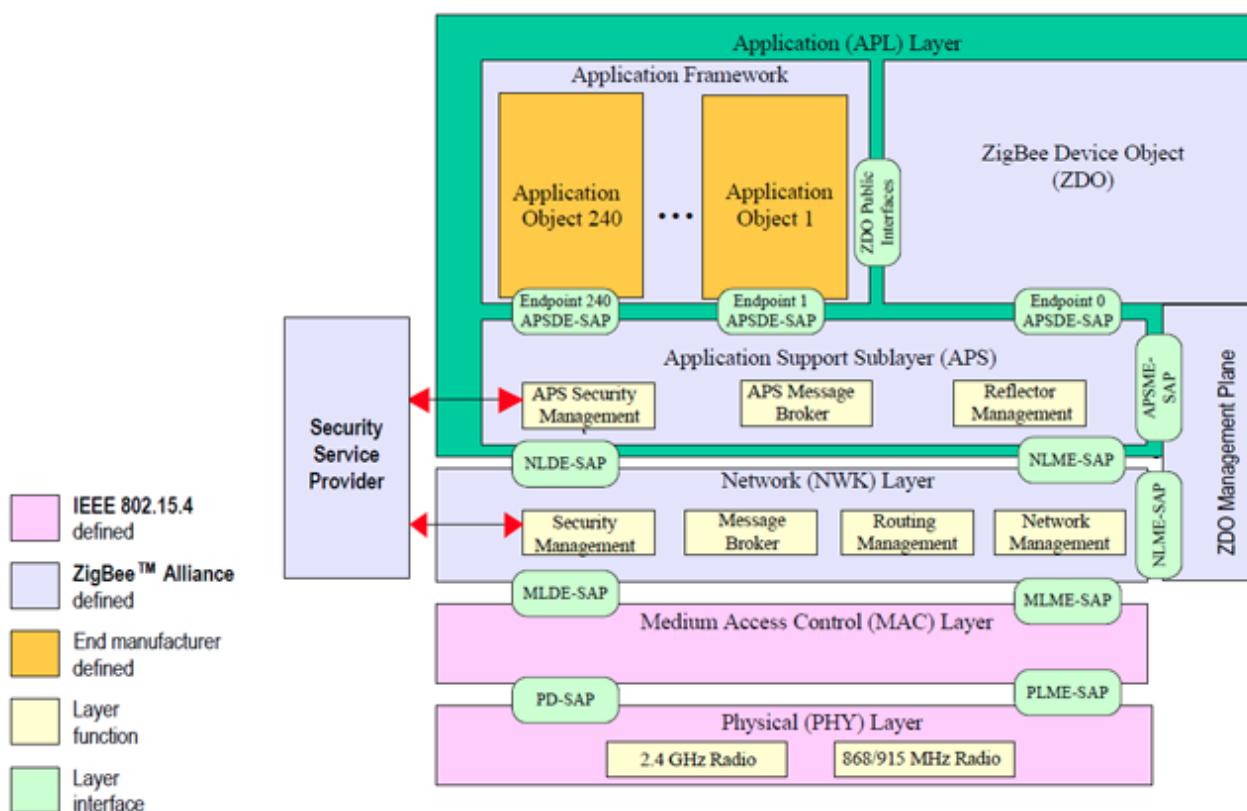 Application (APL) Layer
Application Framework
Application
Object 240
...
Application
Object 1
ZDO Public
Interfaces
ZigBee Device Object
(ZDO)
Endpoint 240
APSDE-SAP
Endpoint 1
APSDE-SAP
Endpoint 0
APSDE-SAP
Application Support Sublayer (APS)
APS Security
Management
APS Message
Broker
Reflector
Management
APSME-
SAP
Security
Service
Provider
NLDE-SAP
NLME-SAP
Network (NWK) Layer
Security
Management
Message
Broker
Routing
Management
Network
Management
NLME-SAP
ZDO Management Plane
MLDE-SAP
MLME-SAP
Medium Access Control (MAC) Layer
PD-SAP
PLME-SAP
Physical (PHY) Layer
2.4 GHz Radio
868/915 MHz Radio
IEEE 802.15.4
defined
ZigBee™ Alliance
defined
End manufacturer
defined
Layer
function
Layer
interface